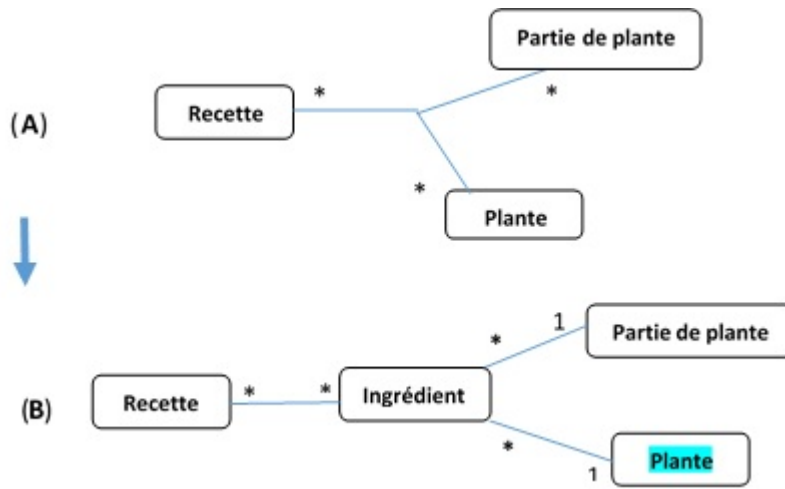 Partie de plante
*
*
Recette
(A)
*
Plante
1
Partie de plante
*
*
*
Ingrédient
(B)
Recette
*
Plante
1